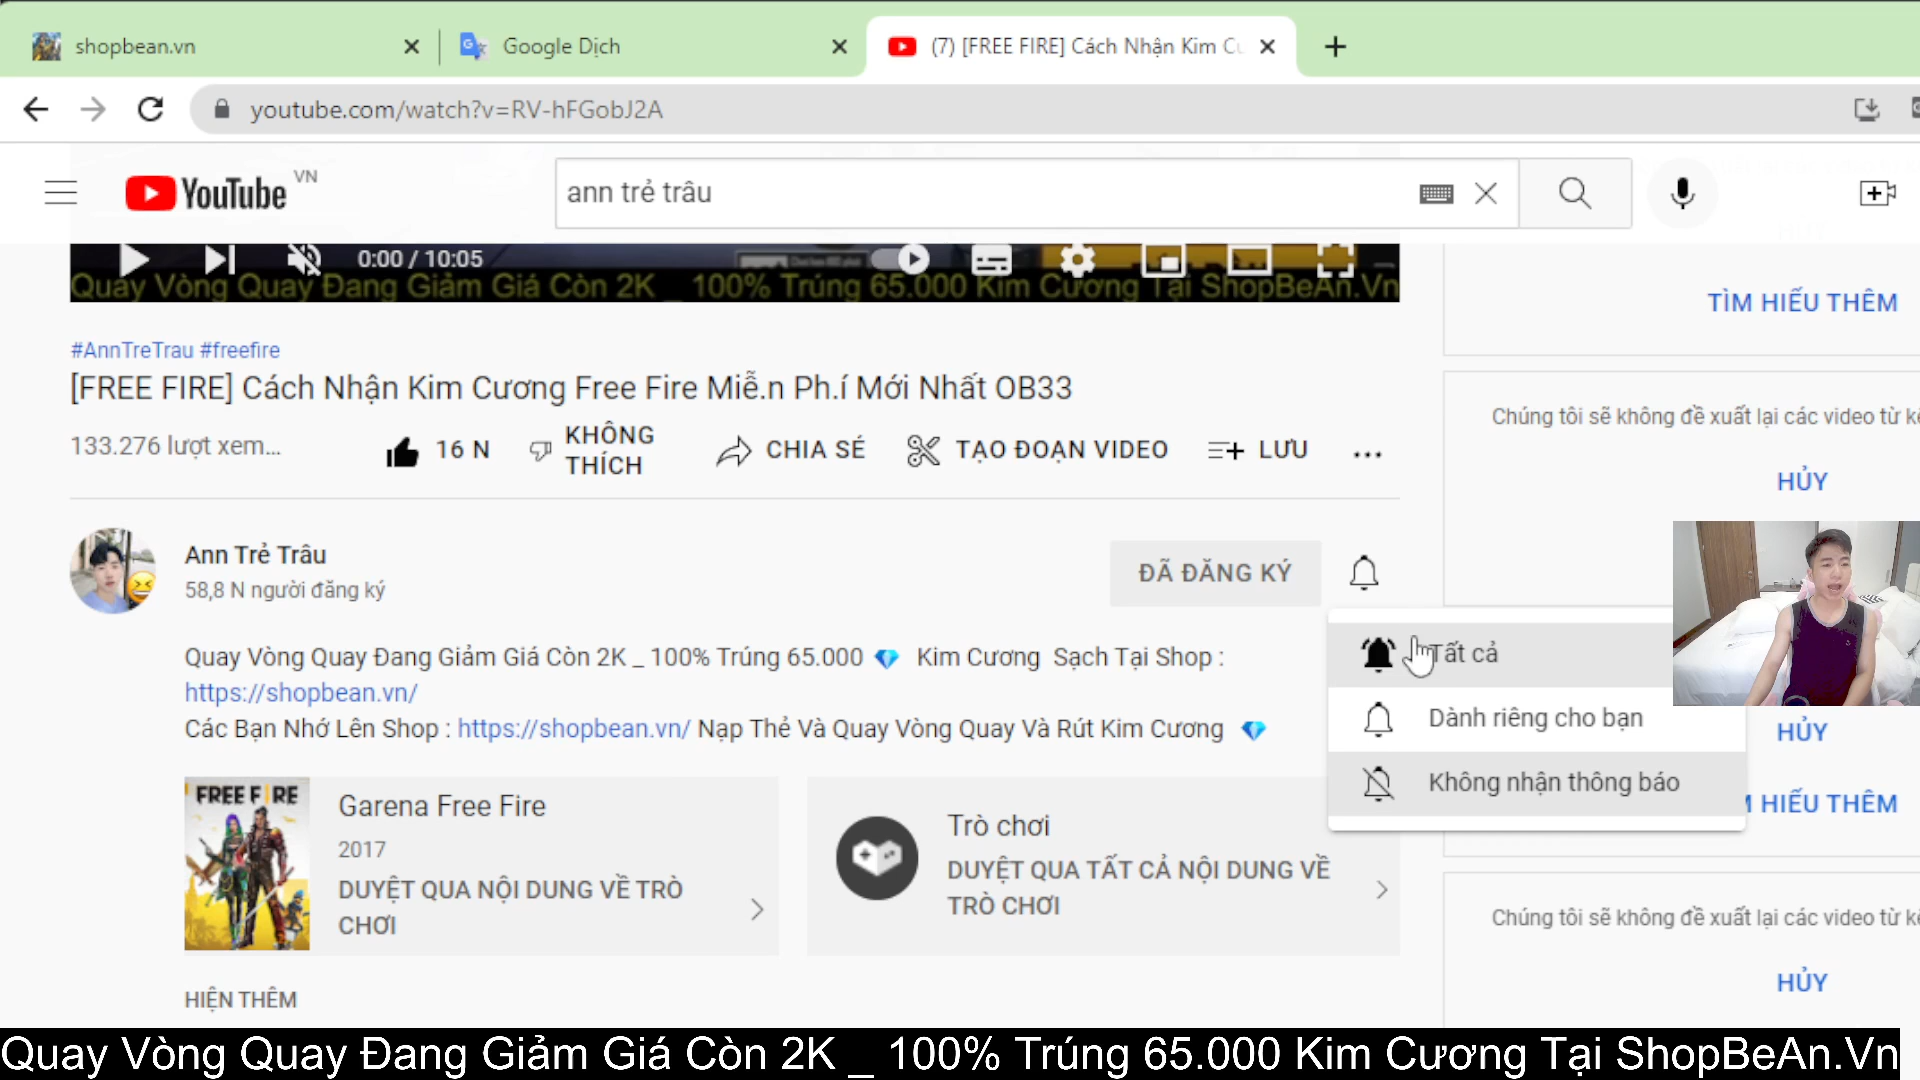 shopbean.vn
Google Dịch
(7) [FREE FIRE] Cách Nhận Kim Cư
youtube.com/watch?v=RV-hFGobJ2A
YouTube VN
ann trẻ trâu
0:00 / 10:05
Quay Vòng Quay Đang Giảm Giá Còn 2K _ 100% Trúng 65.000 Kim Cương Tại ShopBeAn.Vn
TÌM HIỂU THÊM
#AnnTreTrau #freefire
[FREE FIRE] Cách Nhận Kim Cương Free Fire Miễ.n Ph.í Mới Nhất OB33
133.276 lượt xem...
16 N
KHÔNG
THÍCH
CHIA SẺ
TẠO ĐOẠN VIDEO
LƯU
Chúng tôi sẽ không đề xuất lại các video từ k
HỦY
Ann Trẻ Trâu
58,8 N người đăng ký
ĐÃ ĐĂNG KÝ
Tất cả
Dành riêng cho bạn
Không nhận thông báo
Quay Vòng Quay Đang Giảm Giá Còn 2K _ 100% Trúng 65.000 Kim Cương Sạch Tại Shop :
https://shopbean.vn/
Các Bạn Nhớ Lên Shop : https://shopbean.vn/ Nạp Thẻ Và Quay Vòng Quay Và Rút Kim Cương
HỦY
HIỂU THÊM
FREE FIRE
Garena Free Fire
2017
DUYỆT QUA NỘI DUNG VỀ TRÒ
CHƠI
Trò chơi
DUYỆT QUA TẤT CẢ NỘI DUNG VỀ
TRÒ CHƠI
Chúng tôi sẽ không đề xuất lại các video từ k
HỦY
HIỆN THÊM
Quay Vòng Quay Đang Giảm Giá Còn 2K _ 100% Trúng 65.000 Kim Cương Tại ShopBeAn.Vn